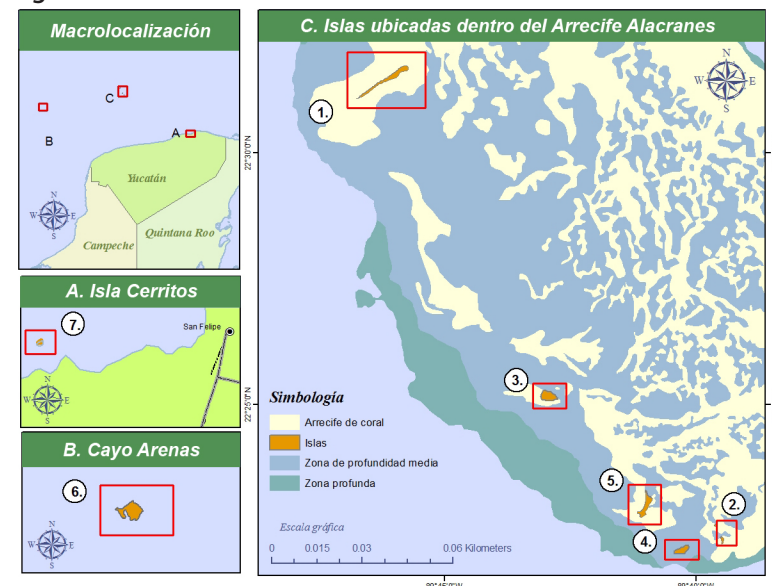 Macrolocalización
C
B
A
Yucatán
Campeche
Quintana Roo
N
W
E
S
A. Isla Cerritos
7.
San Felipe
N
W
E
S
B. Cayo Arenas
6.
N
W
E
S
C. Islas ubicadas dentro del Arrecife Alacranes
N
W
E
S
1.
22°30'0"N
3.
22°25'0"N
Simbología
Arrecife de coral
Islas
Zona de profundidad media
Zona profunda
5.
2.
4.
Escala gráfica
0 0.015 0.03 0.06 Kilometers